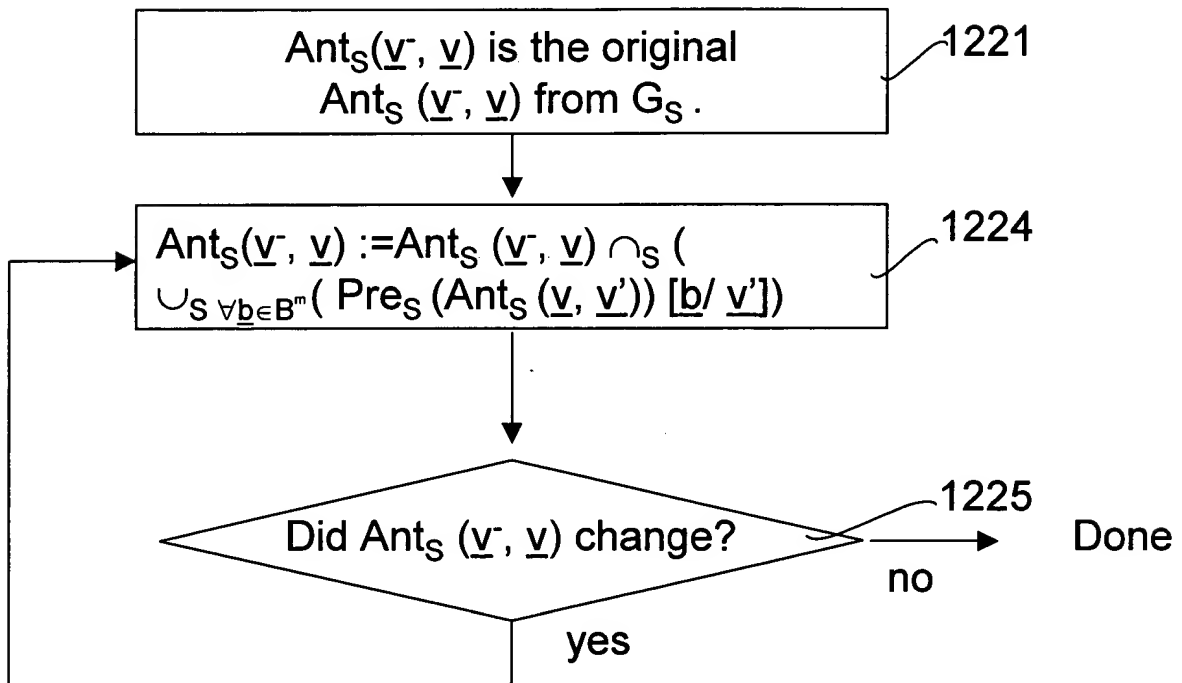 Ant_S(v⁻, v) is the original
Ant_S (v⁻, v) from G_S .
1221
Ant_S(v⁻, v) :=Ant_S (v⁻, v) ∩_S (
∪_S ∀b∈Bᵐ( Pre_S (Ant_S (v, v’)) [b/ v’])
1224
Did Ant_S (v⁻, v) change?
1225
no
Done
yes